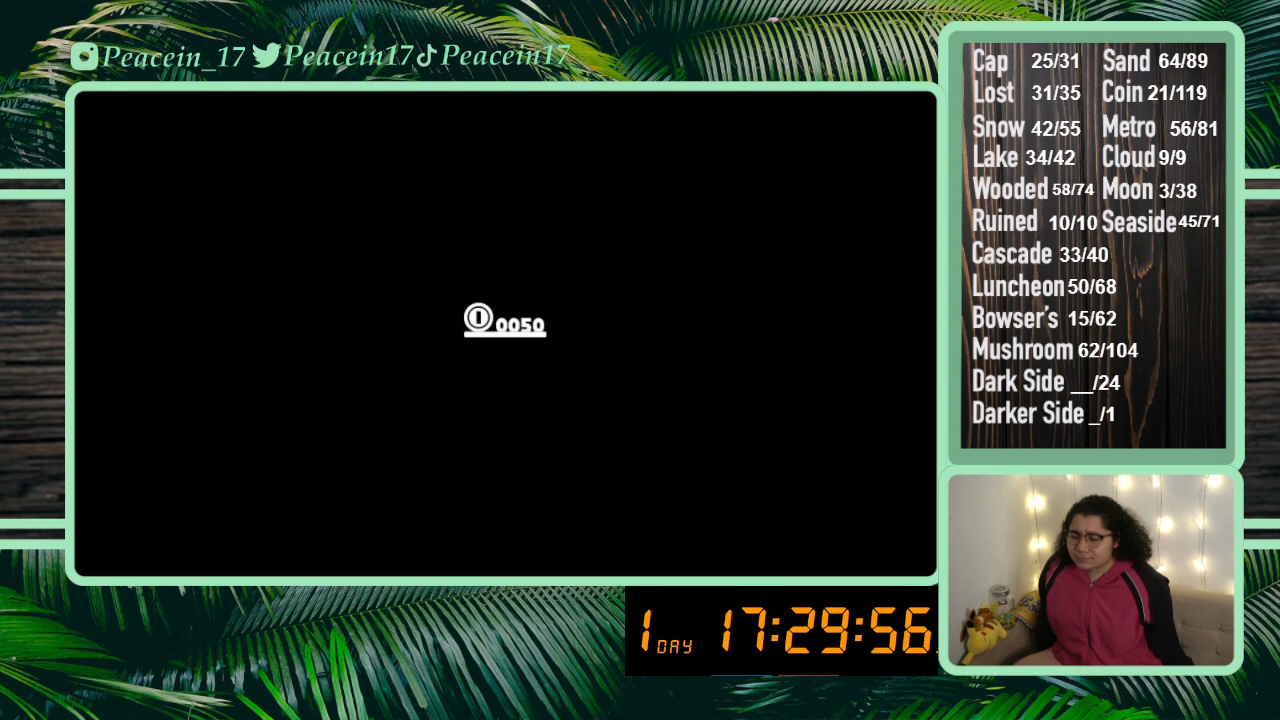 Peacein_17 Peacein17 Peacein17
Cap 25/31 Sand 64/89
Lost 31/35 Coin 21/119
Snow 42/55 Metro 56/81
Lake 34/42 Cloud 9/9
Wooded 58/74 Moon 3/38
Ruined 10/10 Seaside 45/71
Cascade 33/40
Luncheon 50/68
Bowser's 15/62
Mushroom 62/104
Dark Side __/24
Darker Side _/1
0050
1 DAY 17:29:56